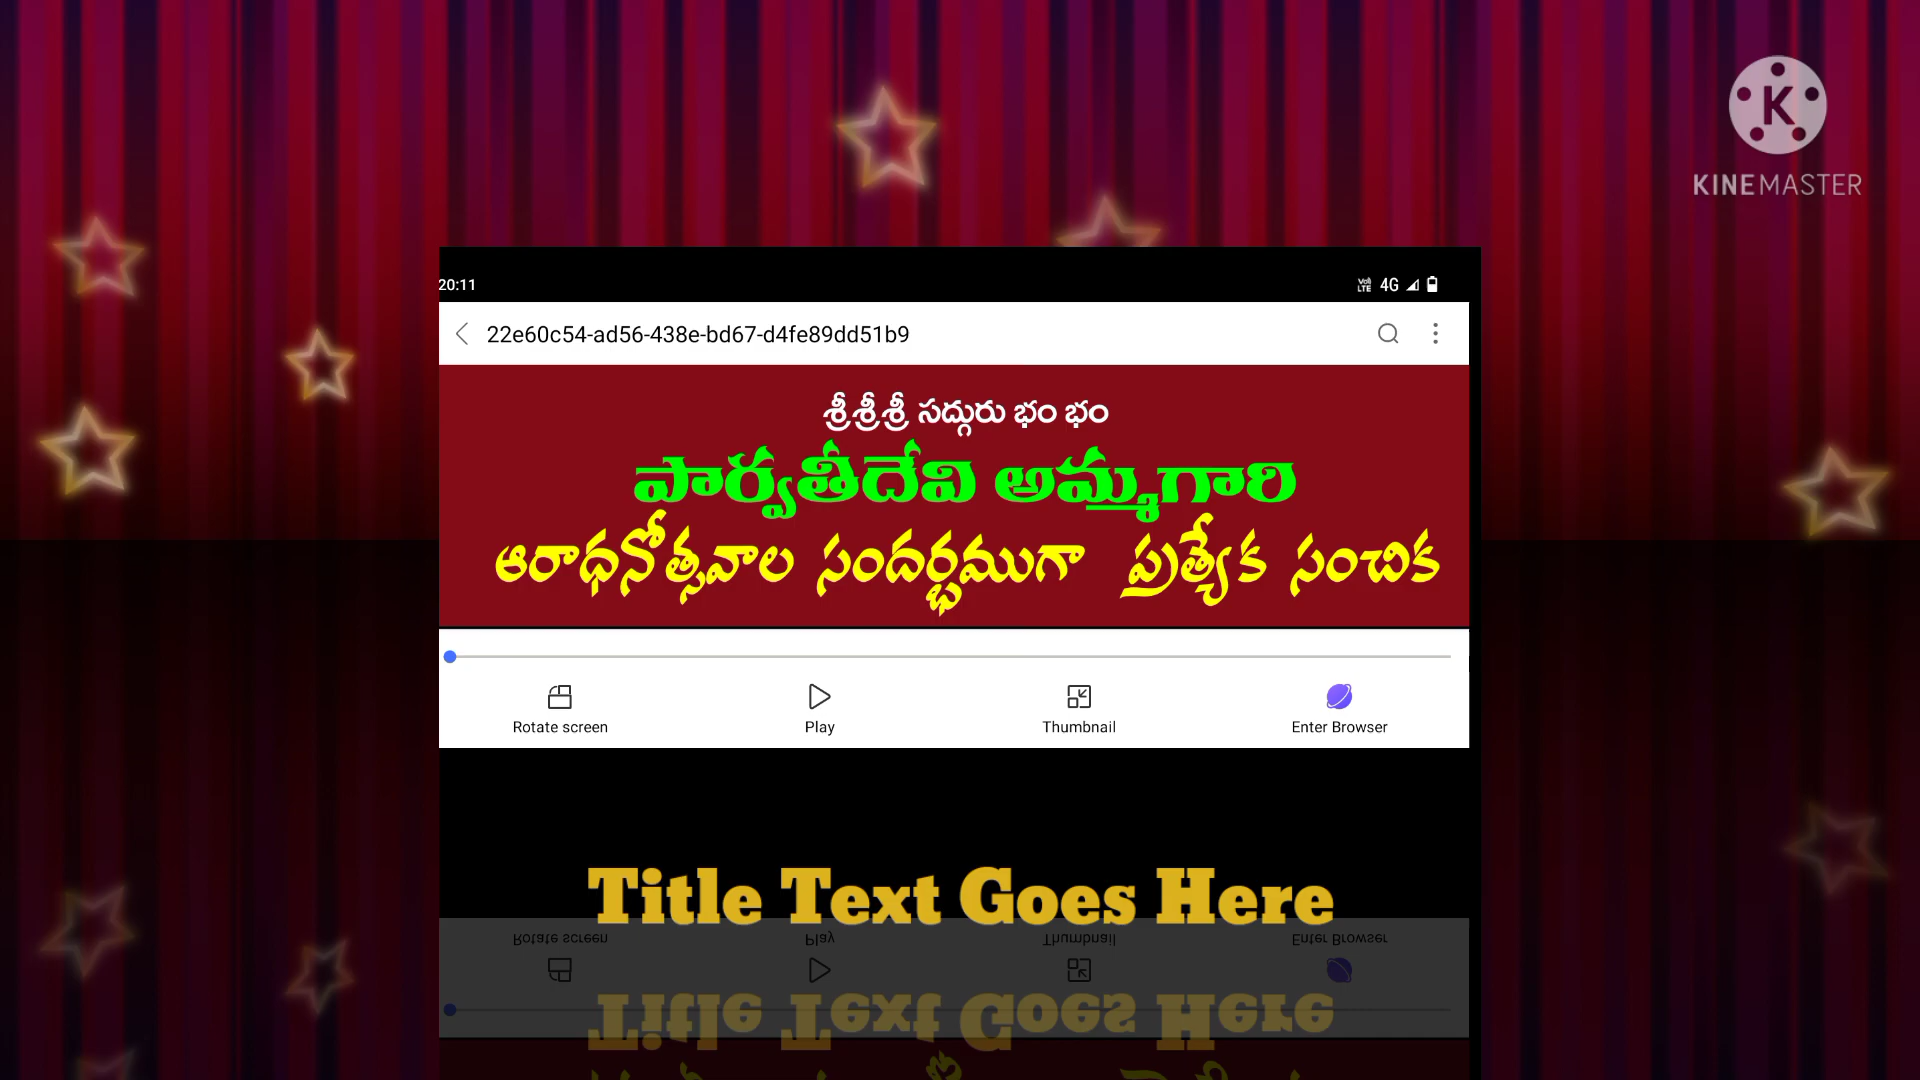 KINEMASTER
20:11 VoLTE 4G
22e60c54-ad56-438e-bd67-d4fe89dd51b9
శ్రీశ్రీశ్రీ సద్గురు భం భం
పార్వతీదేవి అమ్మగారి
ఆరాధనోత్సవాల సందర్భముగా ప్రత్యేక సంచిక
Rotate screen Play Thumbnail Enter Browser
Title Text Goes Here